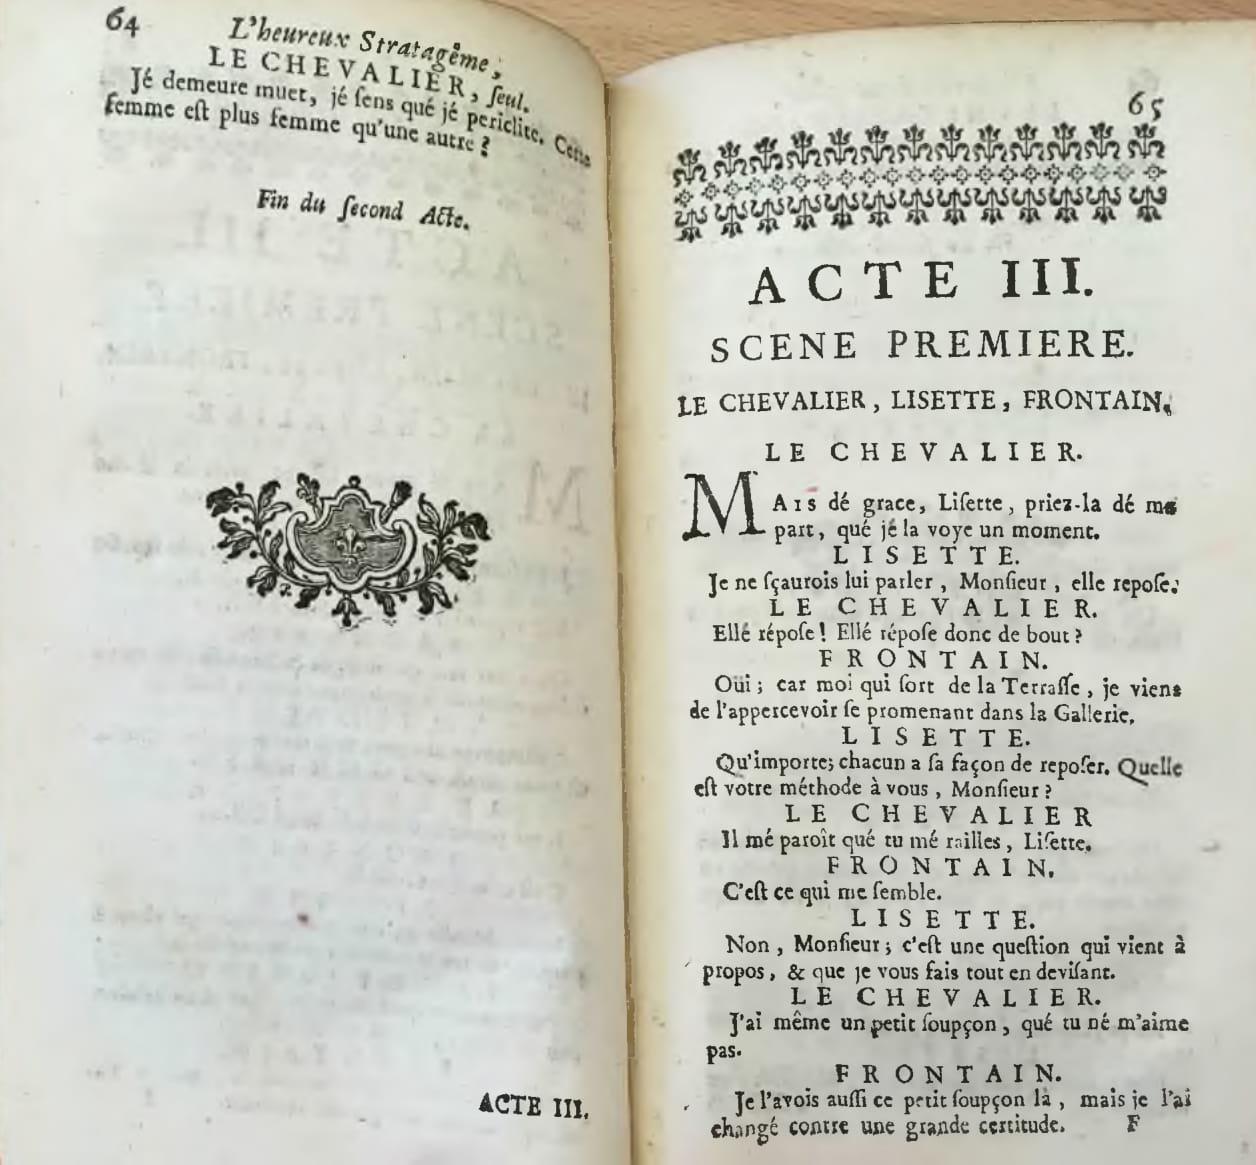 64
L'heureux Stratagême,
LE CHEVALIER, ſeul.
Jé demeure muet, jé ſens qué jé periclite. Cette
femme eſt plus femme qu'une autre?
Fin du ſecond Acte.
ACTE III.
65
ACTE III.
SCENE PREMIERE.
LE CHEVALIER, LISETTE, FRONTAIN.
LE CHEVALIER.
MAIS dé grace, Liſette, priez-la dé ma
part, qué jé la voye un moment.
LISETTE.
Je ne ſçaurois lui parler, Monſieur, elle repoſe.
LE CHEVALIER.
Ellé répoſe! Ellé répoſe donc de bout?
FRONTAIN.
Oüi; car moi qui ſort de la Terraſſe, je viens
de l'appercevoir ſe promenant dans la Gallerie.
LISETTE.
Qu'importe; chacun a ſa façon de repoſer. Quelle
eſt votre méthode à vous, Monſieur?
LE CHEVALIER
Il mé paroît qué tu mé railles, Liſette.
FRONTAIN.
C'eſt ce qui me ſemble.
LISETTE.
Non, Monſieur; c'eſt une queſtion qui vient à
propos, & que je vous fais tout en deviſant.
LE CHEVALIER.
J'ai même un petit ſoupçon, qué tu né m'aime
pas.
FRONTAIN.
Je l'avois auſſi ce petit ſoupçon là, mais je l'ai
changé contre une grande certitude.
F